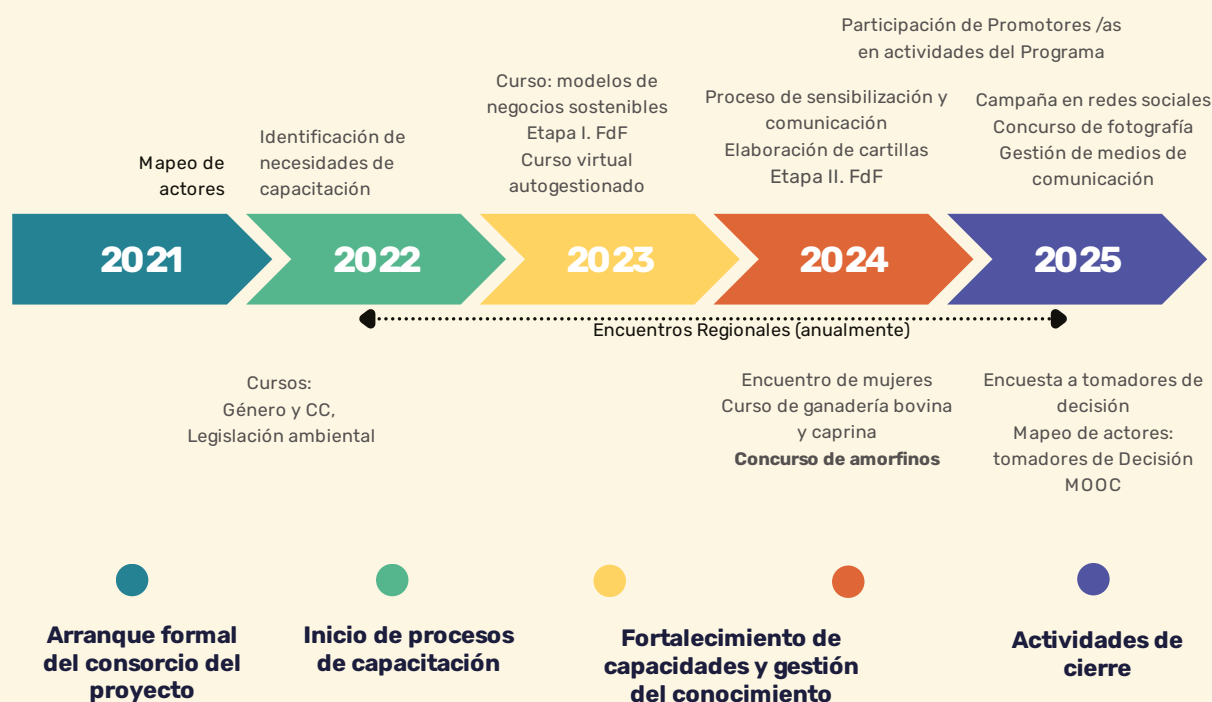 Participación de Promotores /as
en actividades del Programa
Mapeo de
actores
Identificación de
necesidades de
capacitación
Curso: modelos de
negocios sostenibles
Etapa I. FdF
Curso virtual
autogestionado
Proceso de sensibilización y
comunicación
Elaboración de cartillas
Etapa II. FdF
Campaña en redes sociales
Concurso de fotografía
Gestión de medios de
comunicación
2021
2022
2023
2024
2025
Encuentros Regionales (anualmente)
Cursos:
Género y CC,
Legislación ambiental
Encuentro de mujeres
Curso de ganadería bovina
y caprina
Concurso de amorfinos
Encuesta a tomadores de
decisión
Mapeo de actores:
tomadores de Decisión
MOOC
Arranque formal
del consorcio del
proyecto
Inicio de procesos
de capacitación
Fortalecimiento de
capacidades y gestión
del conocimiento
Actividades de
cierre